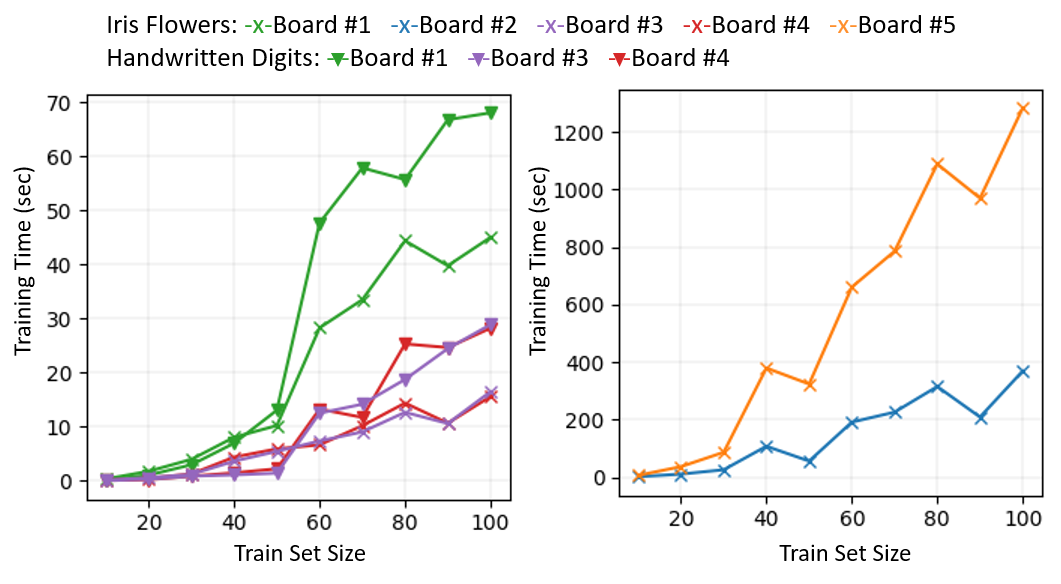 Iris Flowers: -x-Board #1 -x-Board #2 -x-Board #3 -x-Board #4 -x-Board #5
Handwritten Digits: Board #1 Board #3 Board #4
Training Time (sec)
70
60
50
40
30
20
10
0
20 40 60 80 100
Train Set Size
Training Time (sec)
1200
1000
800
600
400
200
0
20 40 60 80 100
Train Set Size